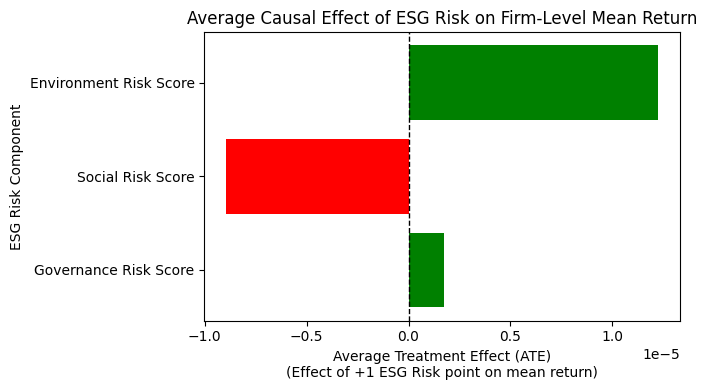 Average Causal Effect of ESG Risk on Firm-Level Mean Return
ESG Risk Component
Environment Risk Score
Social Risk Score
Governance Risk Score
−1.0 −0.5 0.0 0.5 1.0
1e−5
Average Treatment Effect (ATE)
(Effect of +1 ESG Risk point on mean return)